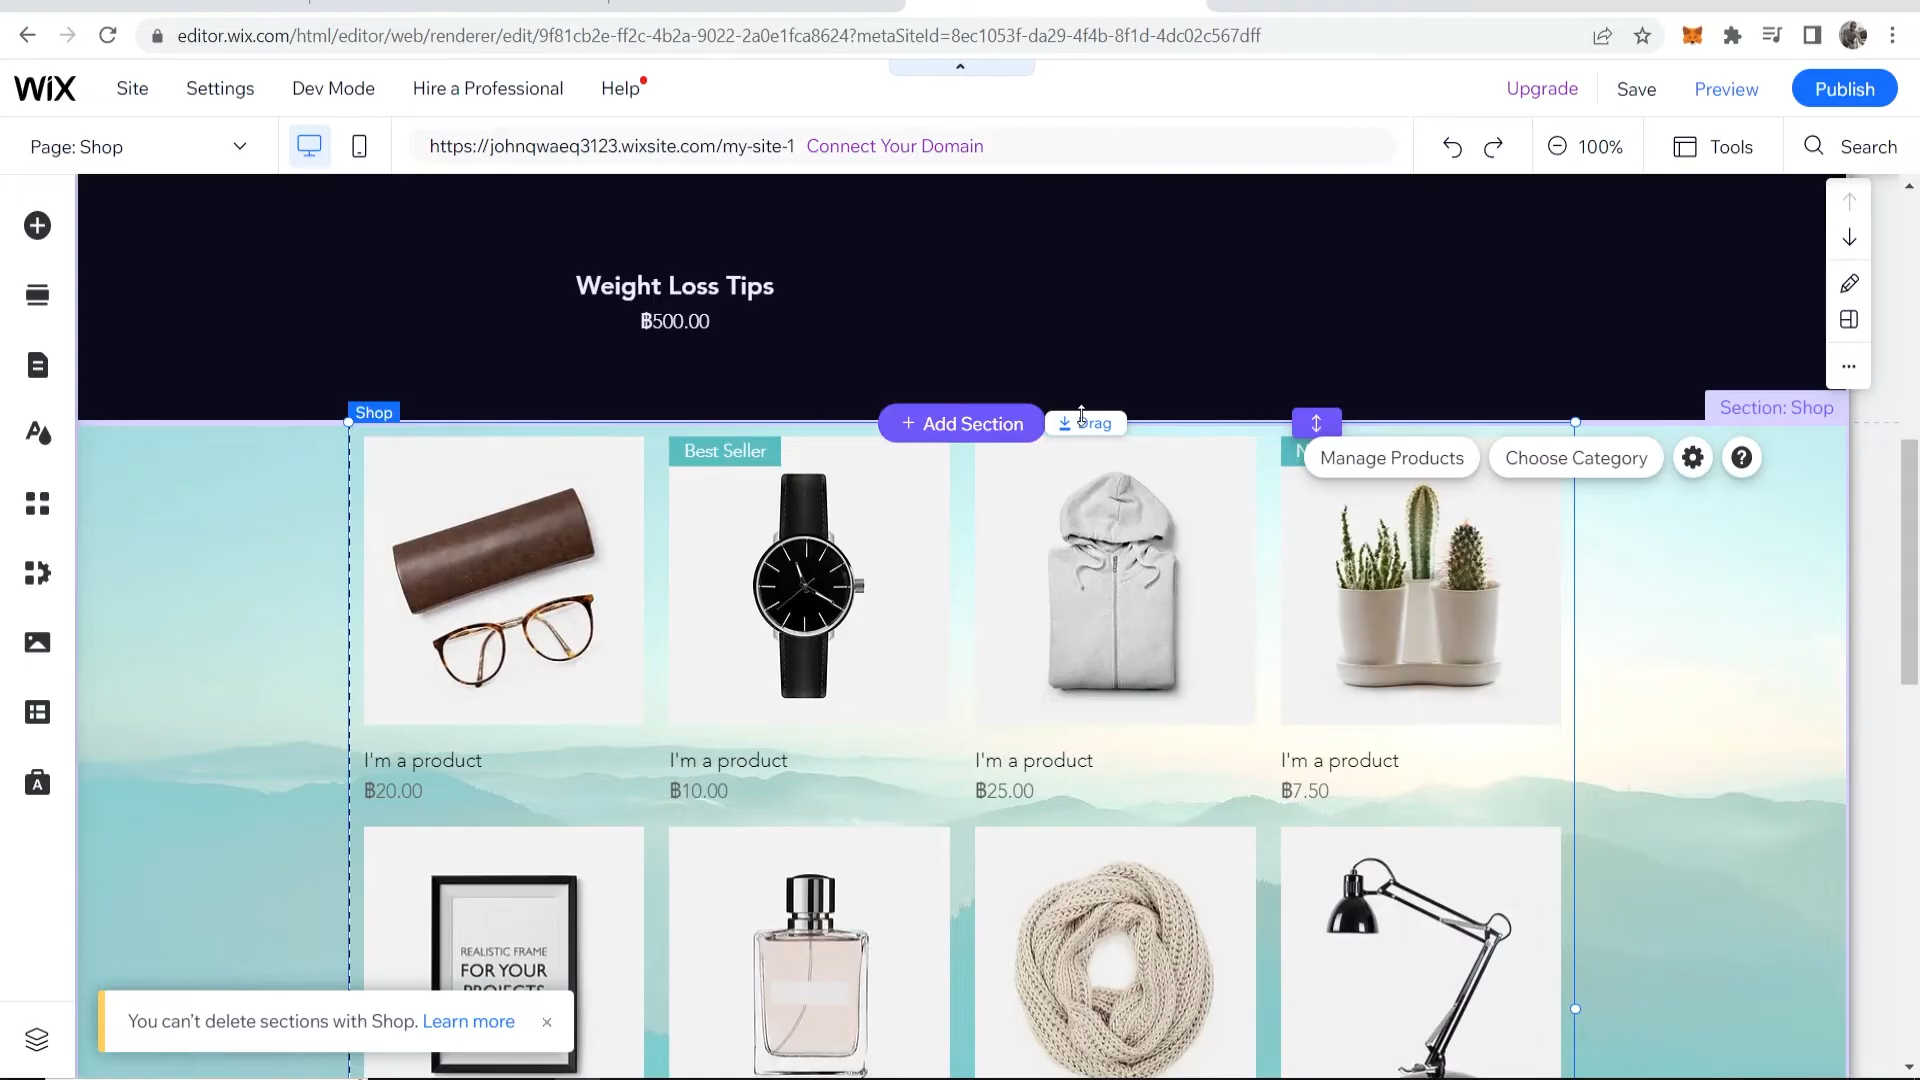 editor.wix.com/html/editor/web/renderer/edit/9f81cb2e-ff2c-4b2a-9022-2a0e1fca8624?metaSiteId=8ec1053f-da29-4f4b-8f1d-4dc02c567dff
WiX Site Settings Dev Mode Hire a Professional Help Upgrade Save Preview Publish
Page: Shop https://johnqwaeq3123.wixsite.com/my-site-1 Connect Your Domain 100% Tools Search
Weight Loss Tips
฿500.00
Shop + Add Section Drag Section: Shop
Best Seller Manage Products Choose Category ?
I'm a product I'm a product I'm a product I'm a product
฿20.00 ฿10.00 ฿25.00 ฿7.50
REALISTIC FRAME
FOR YOUR
PROJECTS
You can't delete sections with Shop. Learn more ×